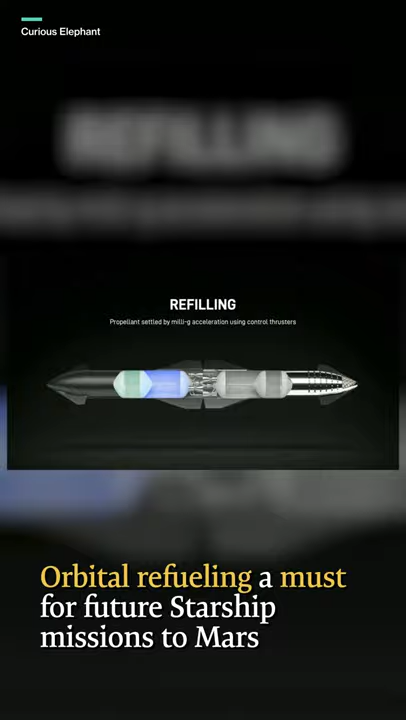 Curious Elephant
REFILLING
REFILLING
Propellant settled by milli-g acceleration using control thrusters
Orbital refueling a must
for future Starship
missions to Mars